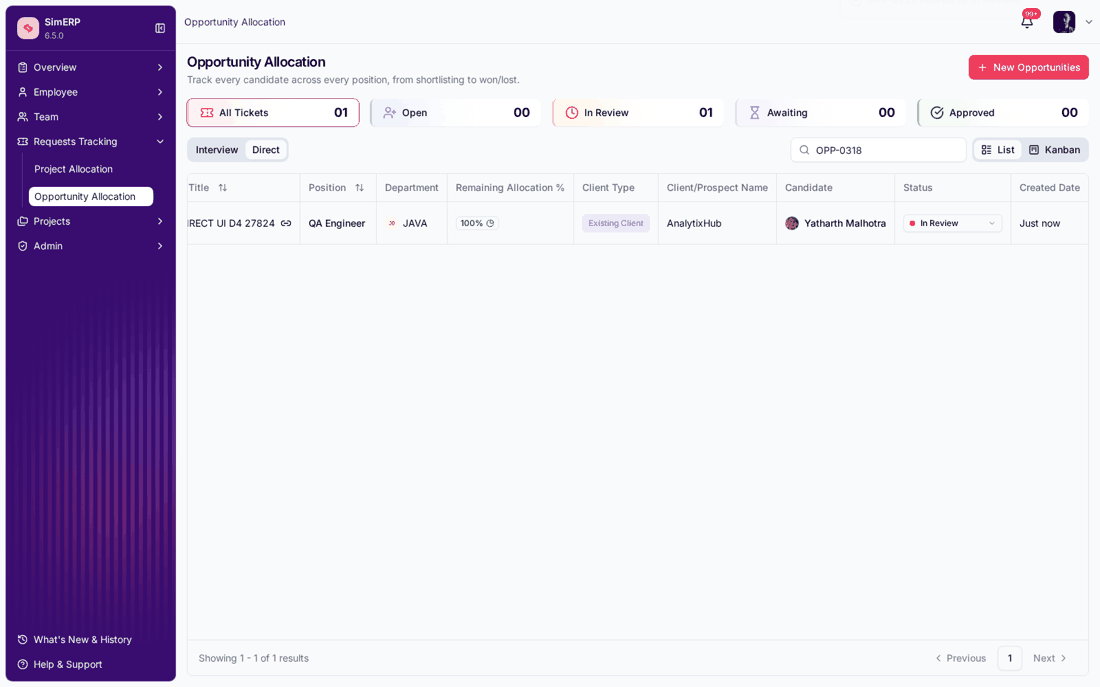 SimERP
6.5.0
Overview
Employee
Team
Requests Tracking
Project Allocation
Opportunity Allocation
Projects
Admin
What's New & History
Help & Support
Opportunity Allocation
99+
Opportunity Allocation
Track every candidate across every position, from shortlisting to won/lost.
New Opportunities
All Tickets 01
Open 00
In Review 01
Awaiting 00
Approved 00
Interview Direct
OPP-0318
List Kanban
Title Position Department Remaining Allocation % Client Type Client/Prospect Name Candidate Status Created Date
IRECT UI D4 27824 QA Engineer JAVA 100% Existing Client AnalytixHub Yatharth Malhotra In Review Just now
Showing 1 - 1 of 1 results
Previous 1 Next